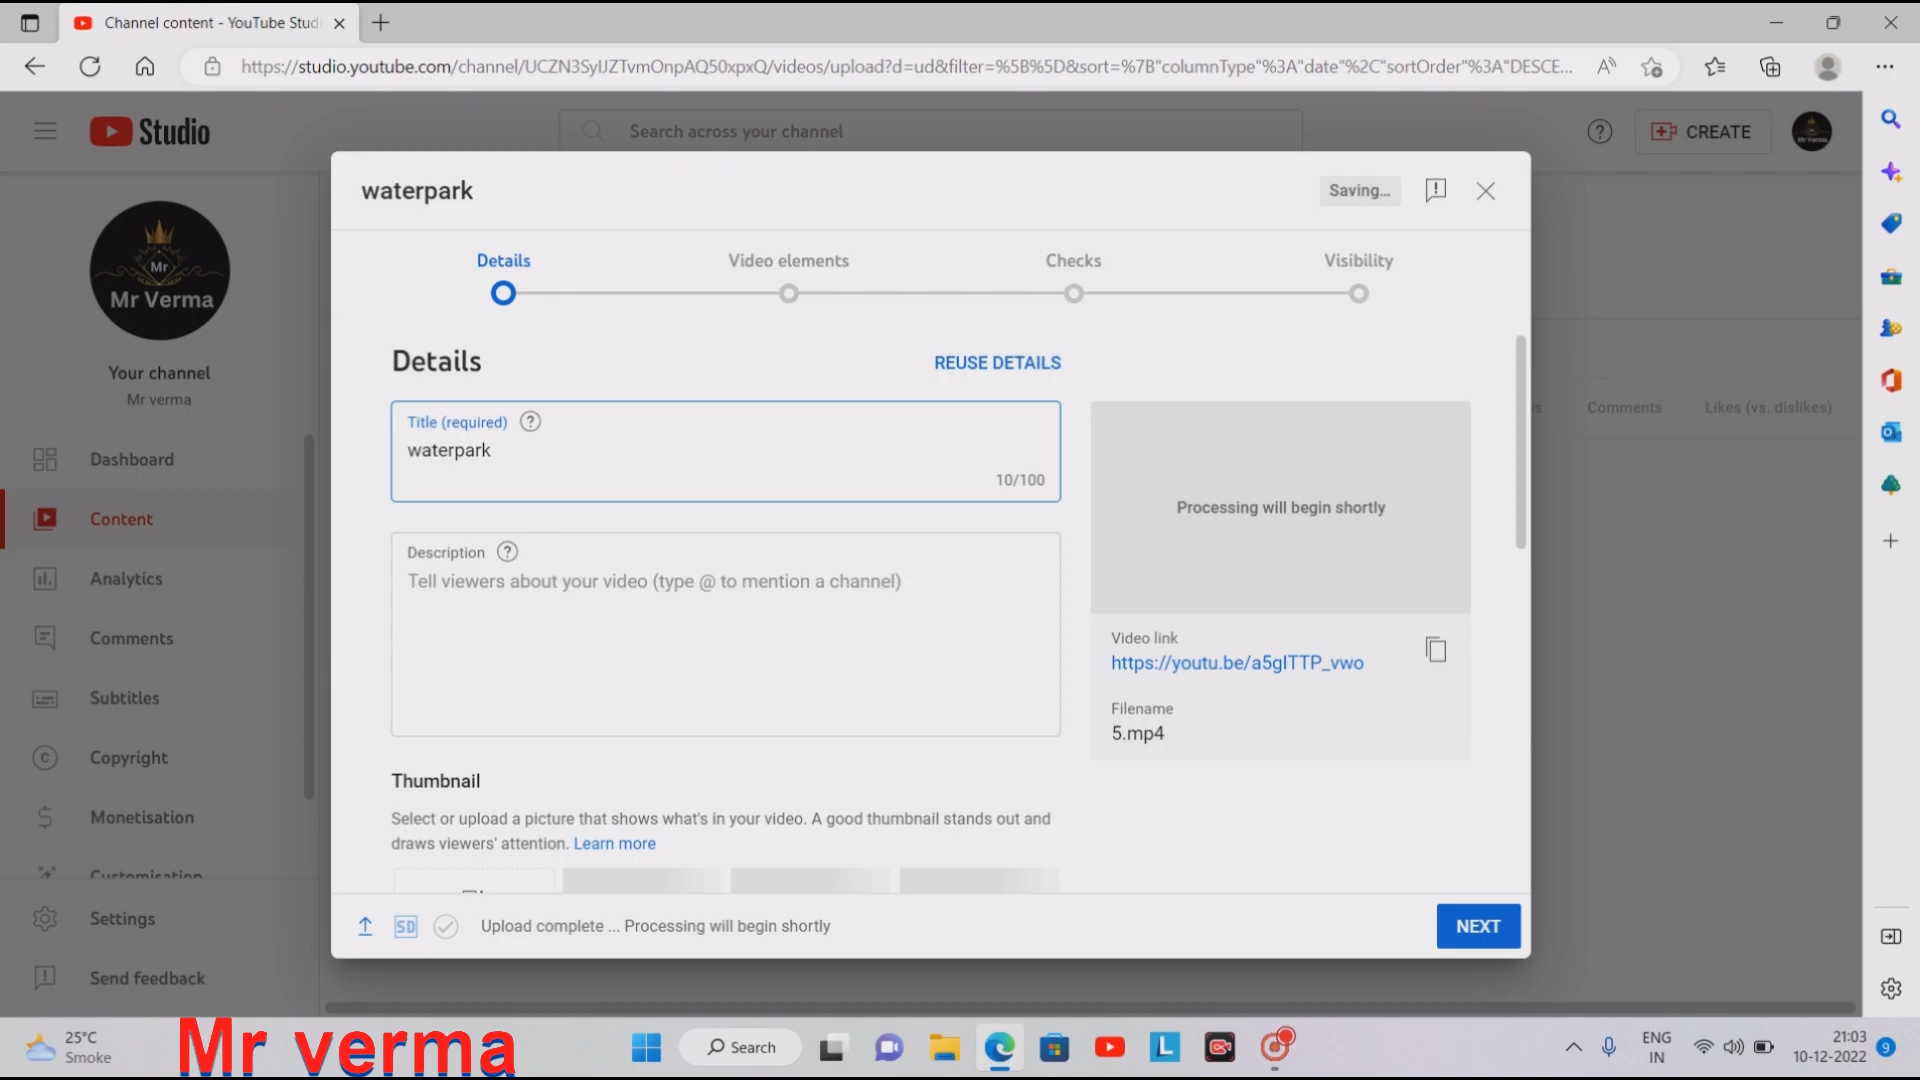 Channel content - YouTube Stud
https://studio.youtube.com/channel/UCZN3SyIJZTvmOnpAQ50xpxQ/videos/upload?d=ud&filter=%5B%5D&sort=%7B"columnType"%3A"date"%2C"sortOrder"%3A"DESCE...
Studio
Search across your channel
CREATE
waterpark
Saving...
Details
Video elements
Checks
Visibility
Mr
Mr Verma
Your channel
Mr verma
Dashboard
Content
Analytics
Comments
Subtitles
Copyright
Monetisation
Customisation
Settings
Send feedback
Details
REUSE DETAILS
Title (required)
waterpark
10/100
Description
Tell viewers about your video (type @ to mention a channel)
Processing will begin shortly
Video link
https://youtu.be/a5glTTP_vwo
Filename
5.mp4
Comments
Likes (vs. dislikes)
Thumbnail
Select or upload a picture that shows what's in your video. A good thumbnail stands out and
draws viewers' attention. Learn more
SD
Upload complete ... Processing will begin shortly
NEXT
25°C
Smoke
Mr verma
Search
ENG
IN
21:03
10-12-2022
9